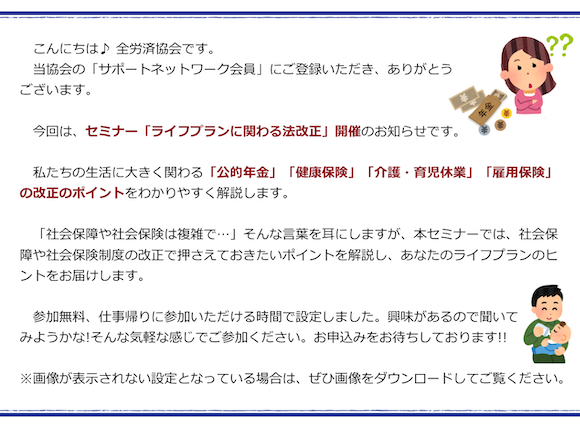 こんにちは♪ 全労済協会です。
当協会の「サポートネットワーク会員」にご登録いただき、ありがとう
ございます。
今回は、セミナー「ライフプランに関わる法改正」開催のお知らせです。
私たちの生活に大きく関わる「公的年金」「健康保険」「介護・育児休業」「雇用保険」
の改正のポイントをわかりやすく解説します。
「社会保障や社会保険は複雑で…」そんな言葉を耳にしますが、本セミナーでは、社会保
障や社会保険制度の改正で押さえておきたいポイントを解説し、あなたのライフプランのヒ
ントをお届けします。
参加無料、仕事帰りに参加いただける時間で設定しました。興味があるので聞いて
みようかな!そんな気軽な感じでご参加ください。お申込みをお待ちしております!!
※画像が表示されない設定となっている場合は、ぜひ画像をダウンロードしてご覧ください。
??
年金